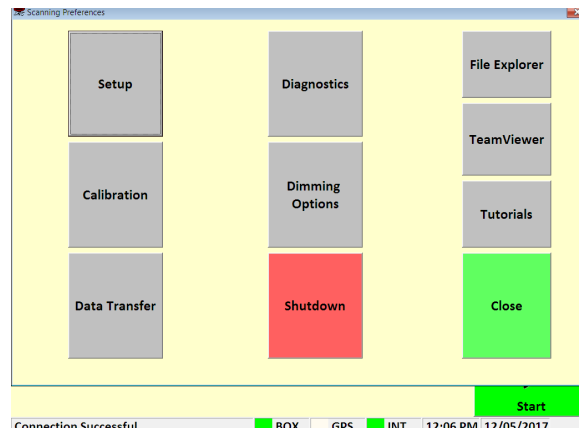 Scanning Preferences
Setup
Diagnostics
File Explorer
TeamViewer
Calibration
Dimming
Options
Tutorials
Data Transfer
Shutdown
Close
Start
Connection Successful
BOX
GPS
INT
12:06 PM
12/05/2017